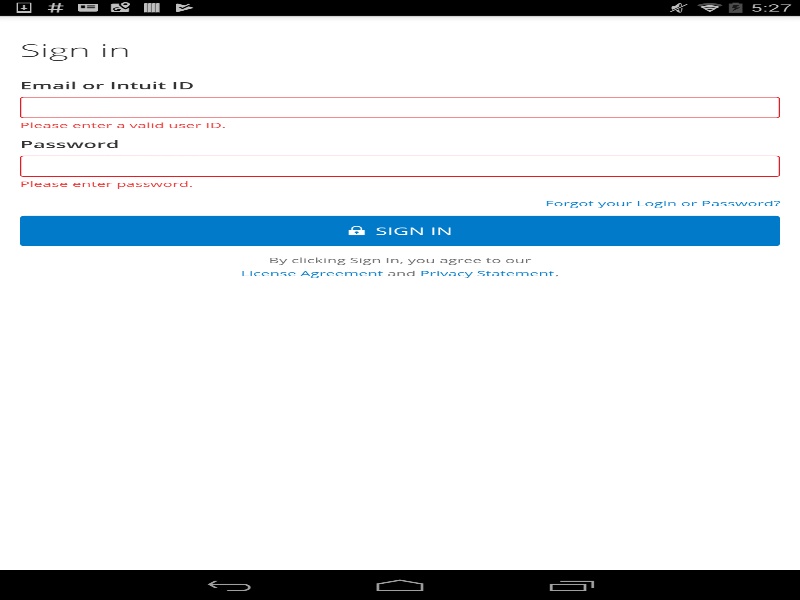 5:27
Sign in
Email or Intuit ID
Please enter a valid user ID.
Password
Please enter password.
Forgot your Login or Password?
SIGN IN
By clicking Sign In, you agree to our
License Agreement and Privacy Statement.